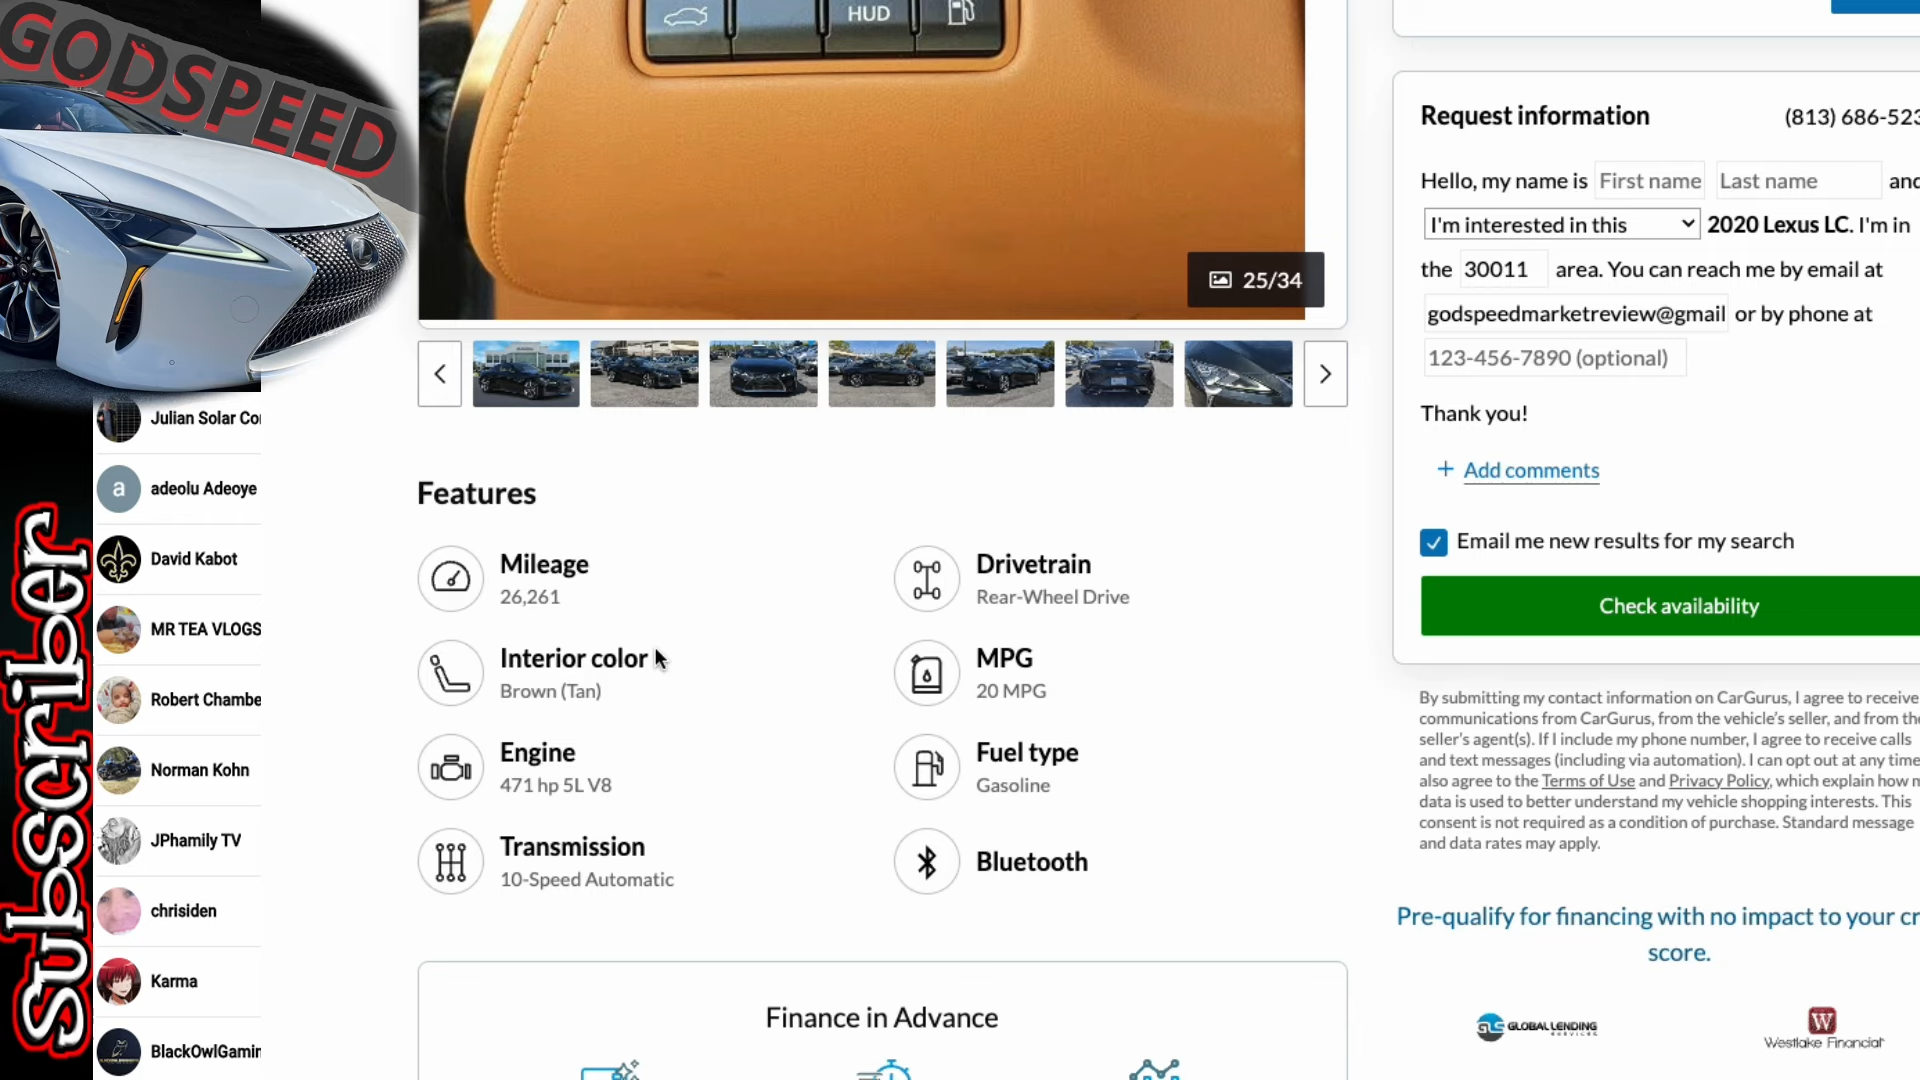 GODSPEED
Subscriber
Julian Solar Co
adeolu Adeoye
David Kabot
MR TEA VLOGS
Robert Chambe
Norman Kohn
JPhamily TV
chrisiden
Karma
BlackOwlGamin
HUD
25/34
Features
Mileage
26,261
Interior color
Brown (Tan)
Engine
471 hp 5L V8
Transmission
10-Speed Automatic
Drivetrain
Rear-Wheel Drive
MPG
20 MPG
Fuel type
Gasoline
Bluetooth
Finance in Advance
Request information
(813) 686-523
Hello, my name is First name Last name and
I'm interested in this 2020 Lexus LC. I'm in
the 30011 area. You can reach me by email at
godspeedmarketreview@gmail or by phone at
123-456-7890 (optional)
Thank you!
+ Add comments
Email me new results for my search
Check availability
By submitting my contact information on CarGurus, I agree to receive
communications from CarGurus, from the vehicle's seller, and from the
seller's agent(s). If I include my phone number, I agree to receive calls
and text messages (including via automation). I can opt out at any time
also agree to the Terms of Use and Privacy Policy, which explain how m
data is used to better understand my vehicle shopping interests. This
consent is not required as a condition of purchase. Standard message
and data rates may apply.
Pre-qualify for financing with no impact to your cr
score.
GLS GLOBAL LENDING
SERVICES
W
Westlake Financial